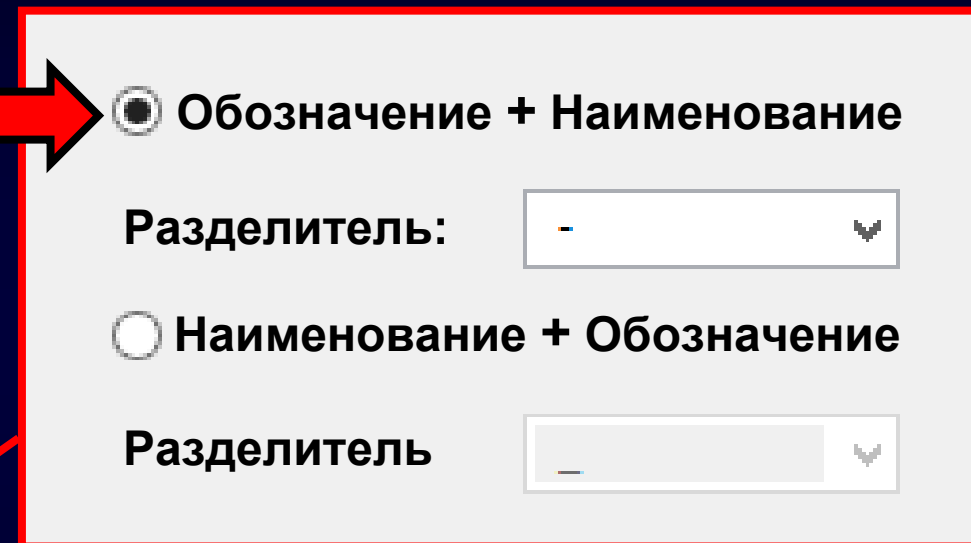 Обозначение + Наименование
Разделитель: -
Наименование + Обозначение
Разделитель _